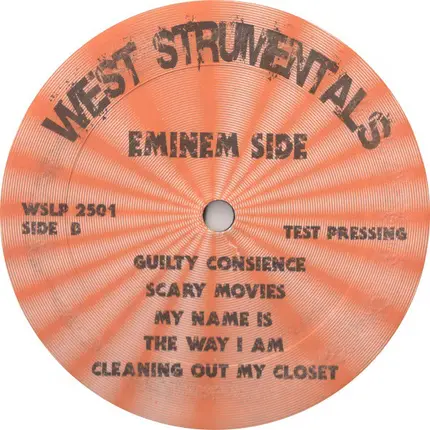 WEST STRUMENTALS
EMINEM SIDE
WSLP 2501
SIDE B
TEST PRESSING
GUILTY CONSIENCE
SCARY MOVIES
MY NAME IS
THE WAY I AM
CLEANING OUT MY CLOSET